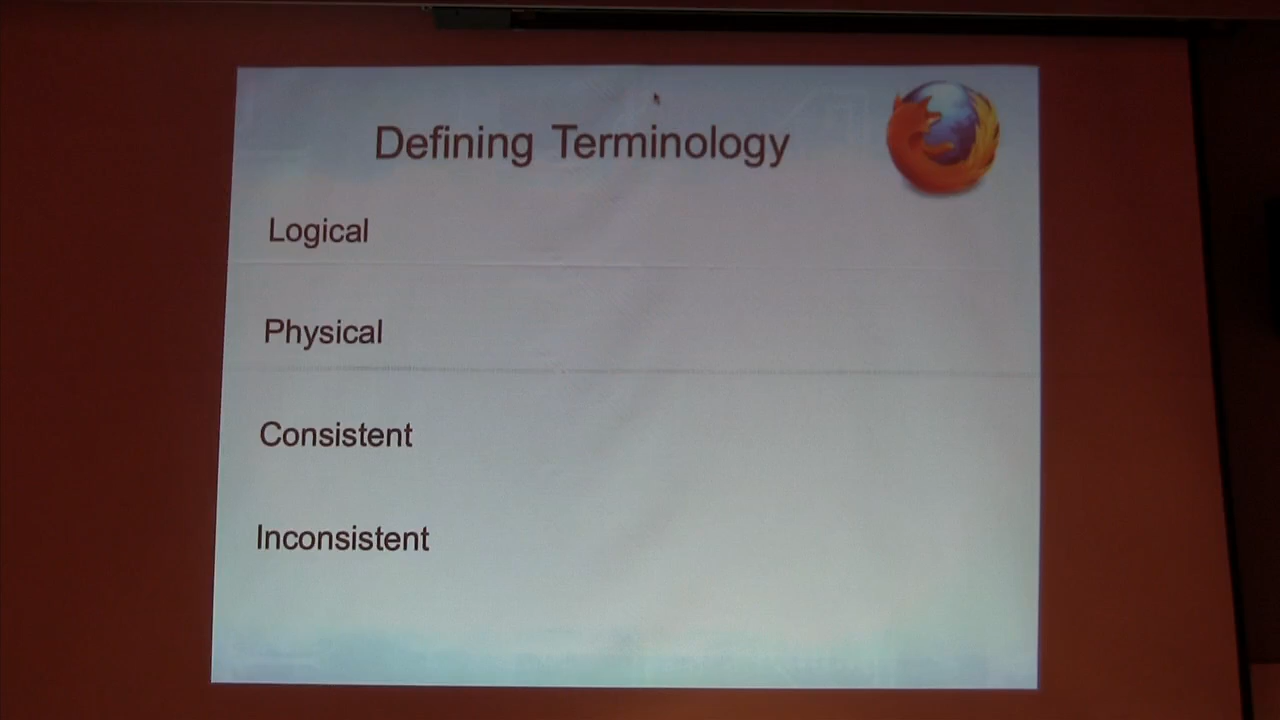 Defining Terminology
Logical
Physical
Consistent
Inconsistent